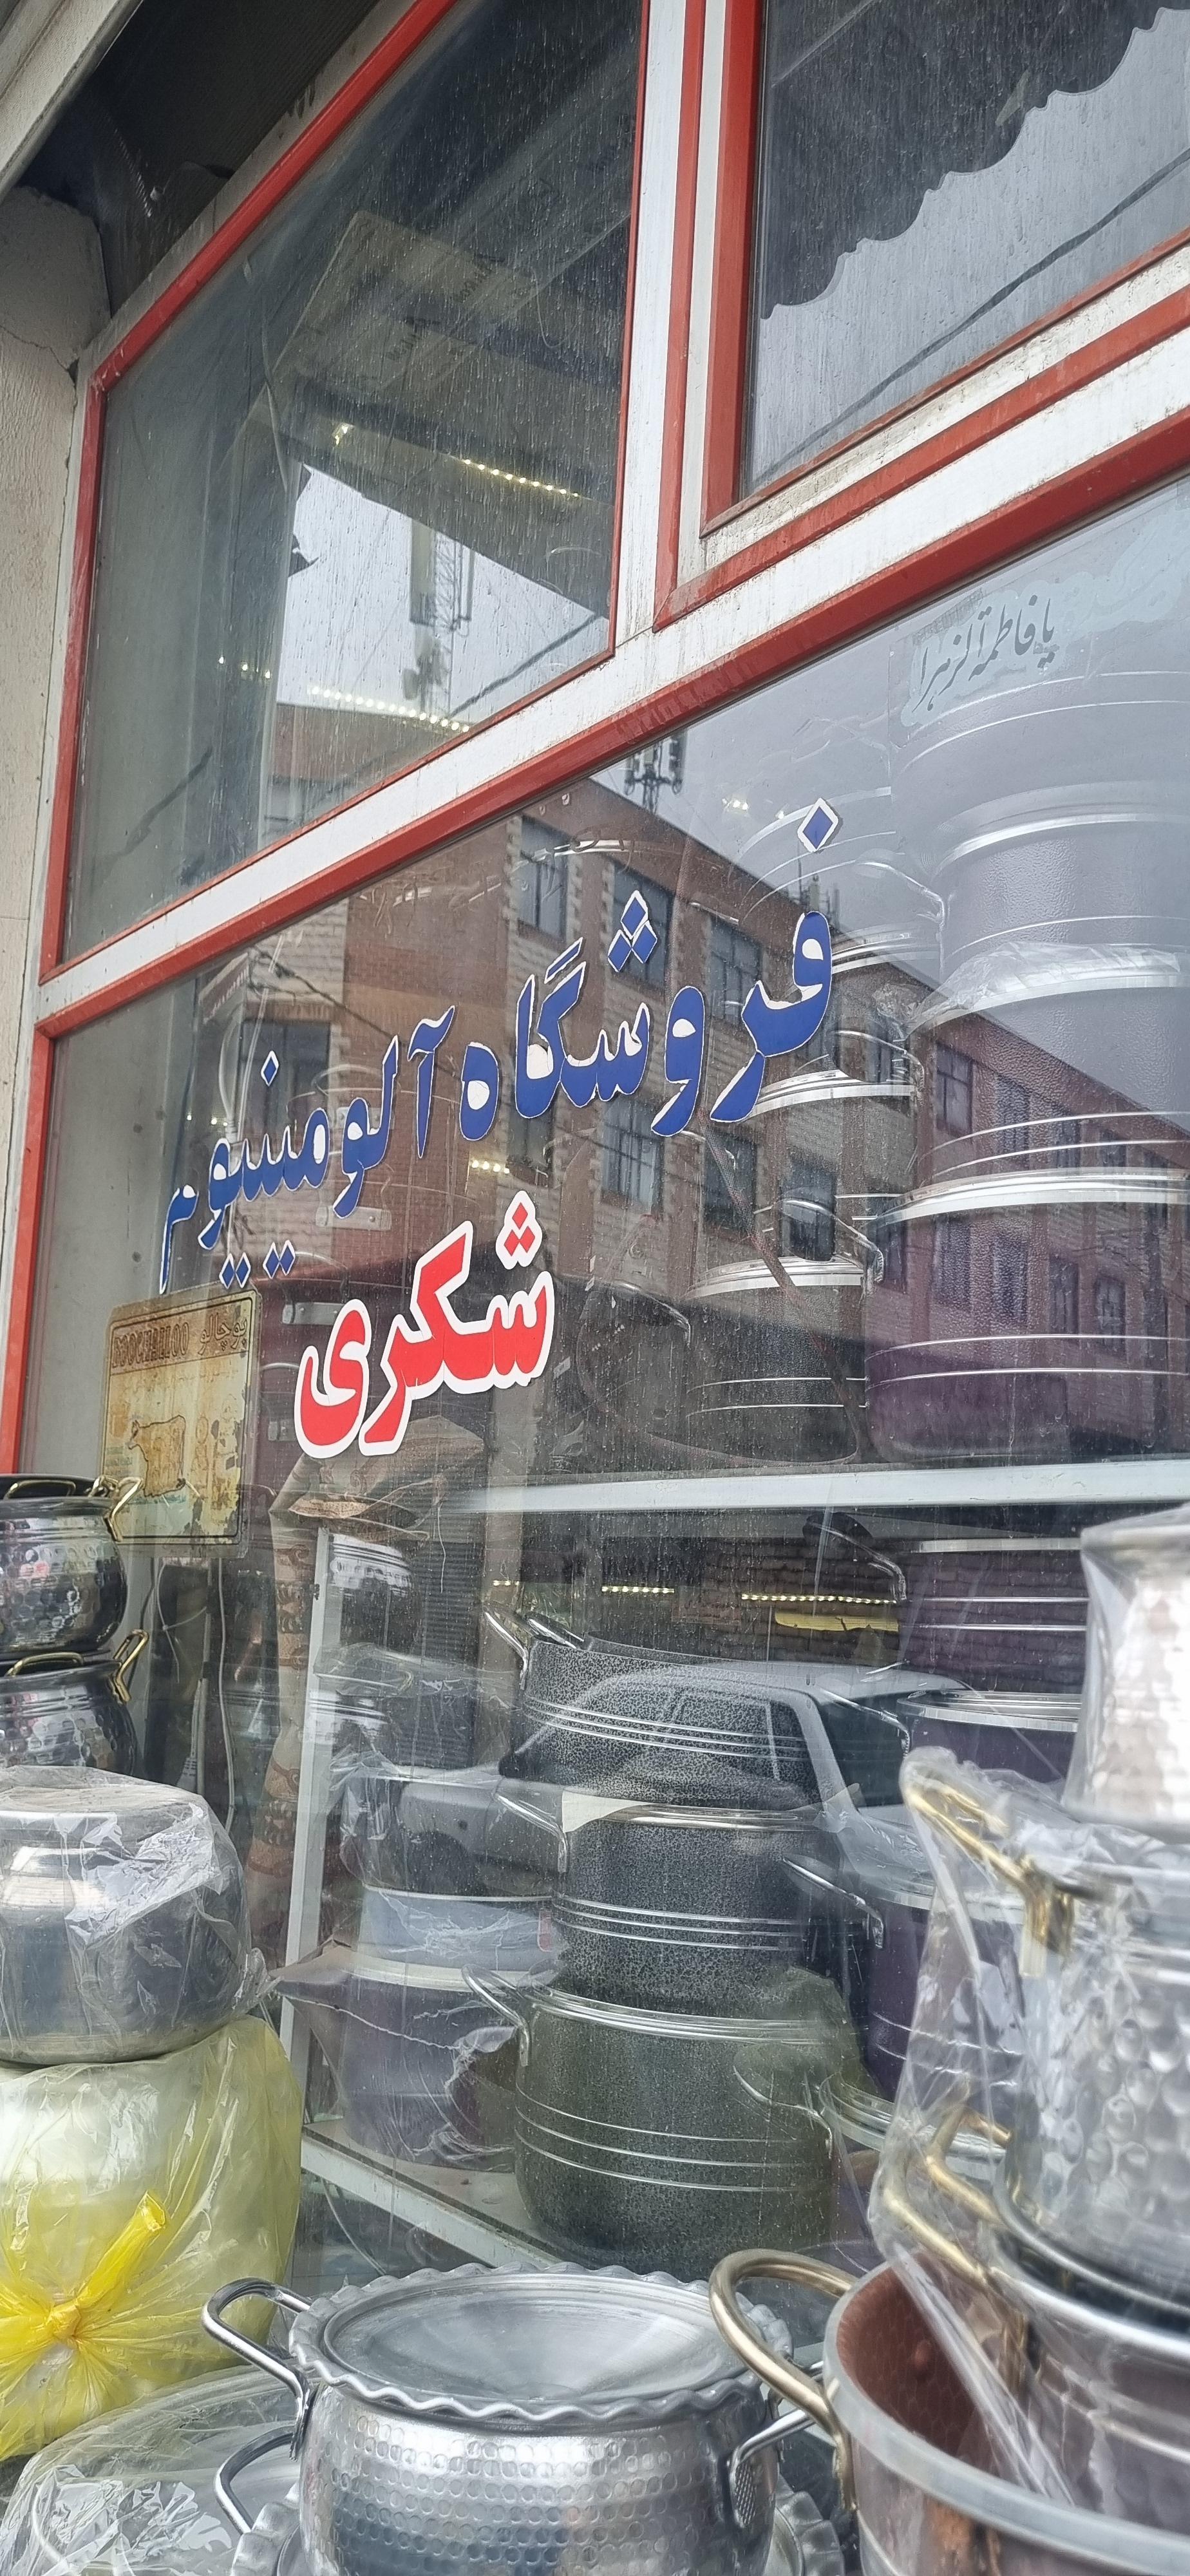 یا فاطمة الزهرا
فروشگاه آلومینیوم
شکری
بوچالو BOOCHALOO